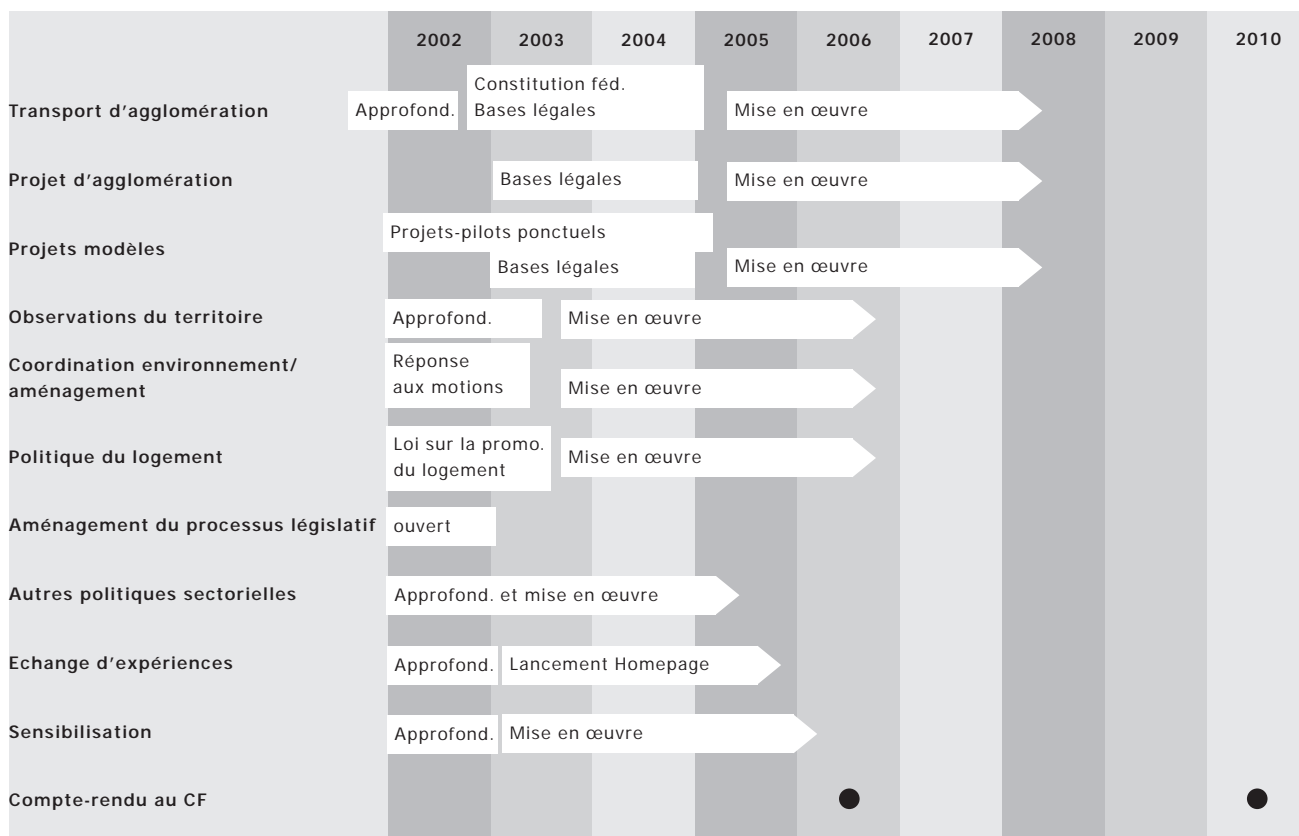 2002 2003 2004 2005 2006 2007 2008 2009 2010
Constitution féd.
Transport d'agglomération Approfond. Bases légales Mise en œuvre
Projet d'agglomération Bases légales Mise en œuvre
Projets-pilots ponctuels
Projets modèles
Bases légales Mise en œuvre
Observations du territoire Approfond. Mise en œuvre
Coordination environnement/
aménagement
Réponse
aux motions
Mise en œuvre
Politique du logement
Loi sur la promo.
du logement
Mise en œuvre
Aménagement du processus législatif ouvert
Autres politiques sectorielles Approfond. et mise en œuvre
Echange d'expériences Approfond. Lancement Homepage
Sensibilisation Approfond. Mise en œuvre
Compte-rendu au CF